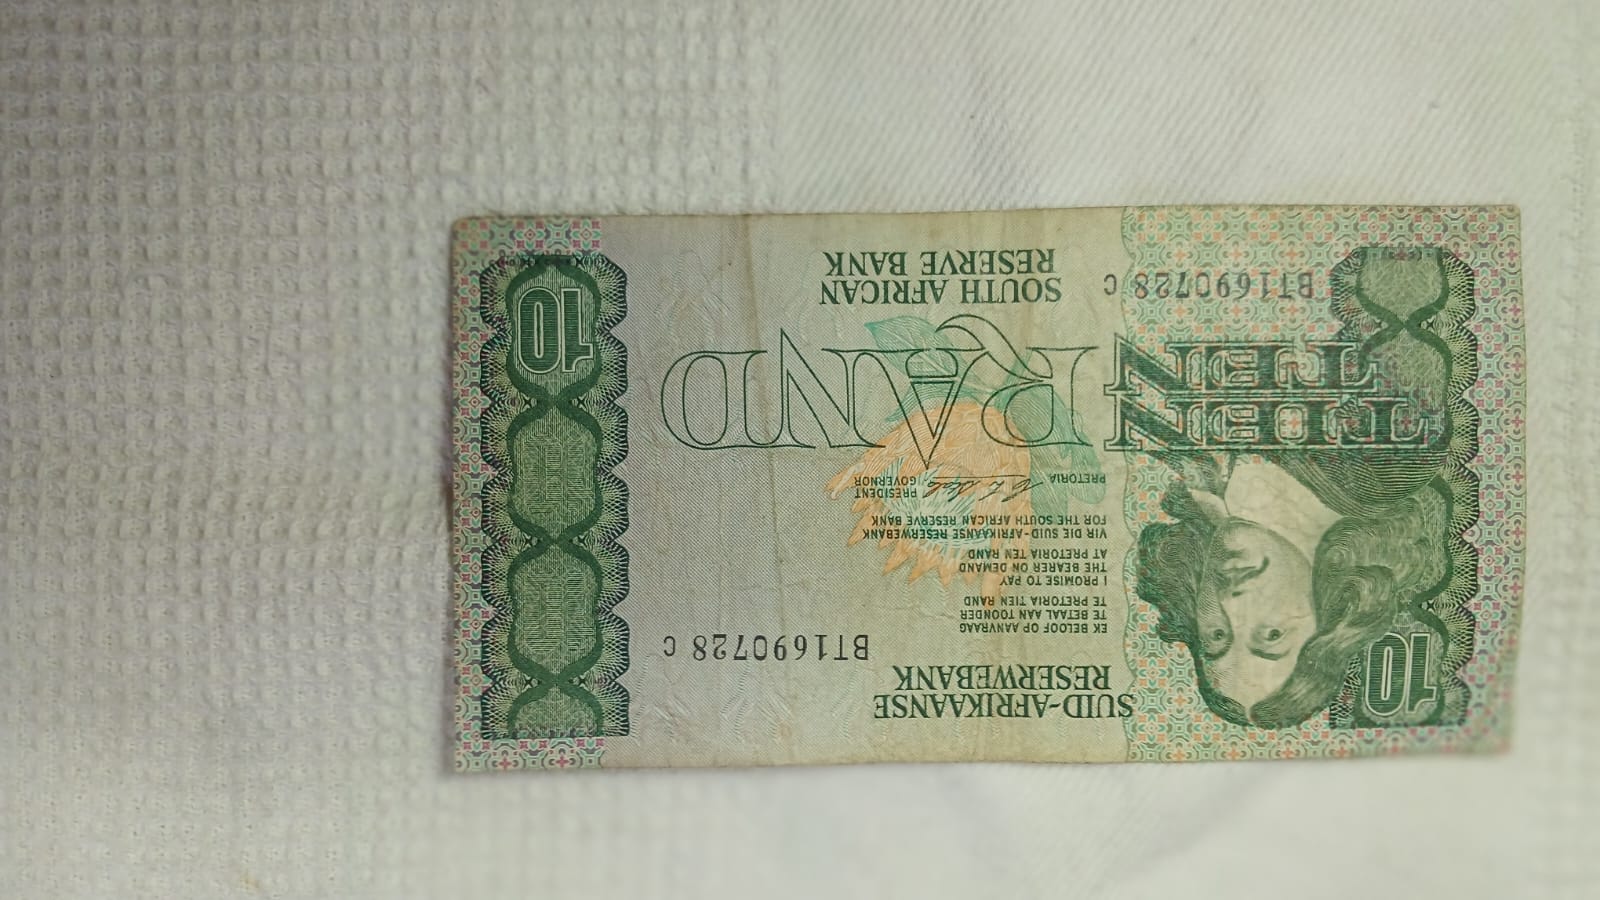 SUID-AFRIKAANSE
RESERWEBANK
BT1690728 C
10
EK BELOOF OP AANVRAAG
TE BETAAL AAN TOONDER
TE PRETORIA TIEN RAND
I PROMISE TO PAY
THE BEARER ON DEMAND
AT PRETORIA TEN RAND
VIR DIE SUID-AFRIKAANSE RESERWEBANK
FOR THE SOUTH AFRICAN RESERVE BANK
PRETORIA
PRESIDENT
GOVERNOR
TIEN
TEN
RAND
BT1690728 C
SOUTH AFRICAN
RESERVE BANK
10